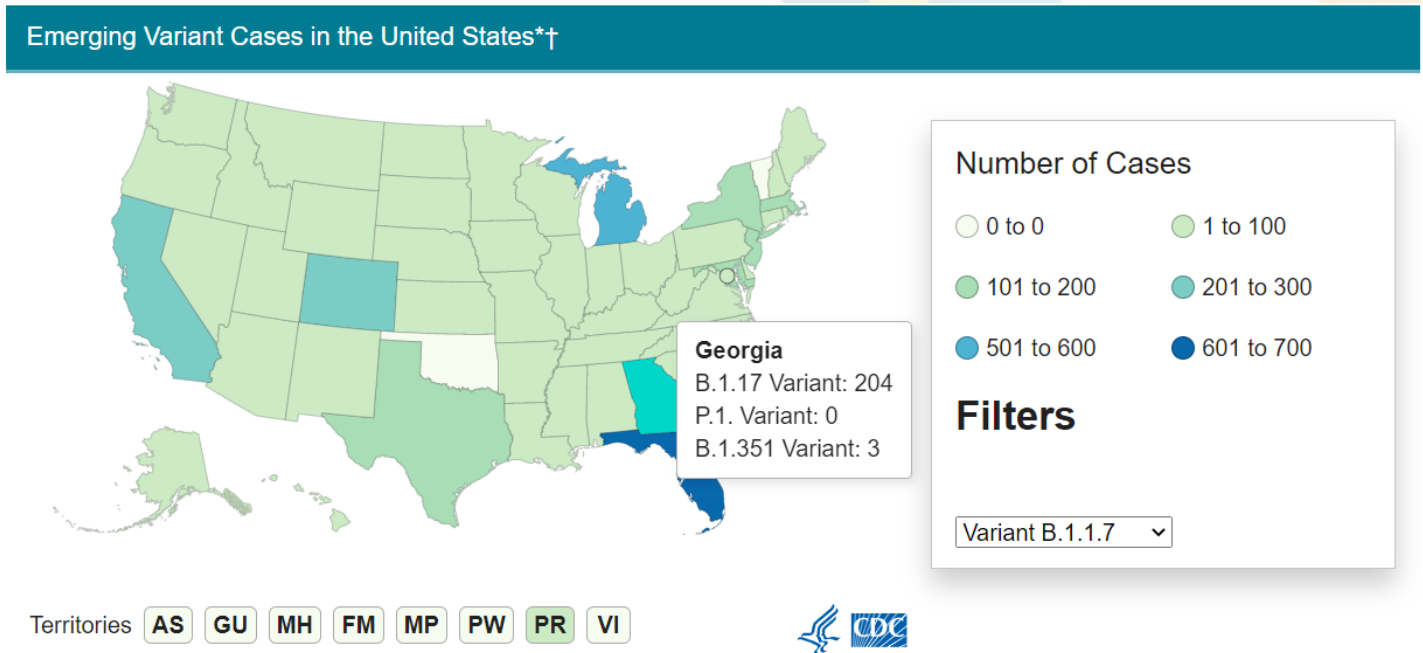 Emerging Variant Cases in the United States*†
Number of Cases
0 to 0
1 to 100
101 to 200
201 to 300
501 to 600
601 to 700
Filters
Variant B.1.1.7
Georgia
B.1.17 Variant: 204
P.1. Variant: 0
B.1.351 Variant: 3
Territories AS GU MH FM MP PW PR VI
CDC